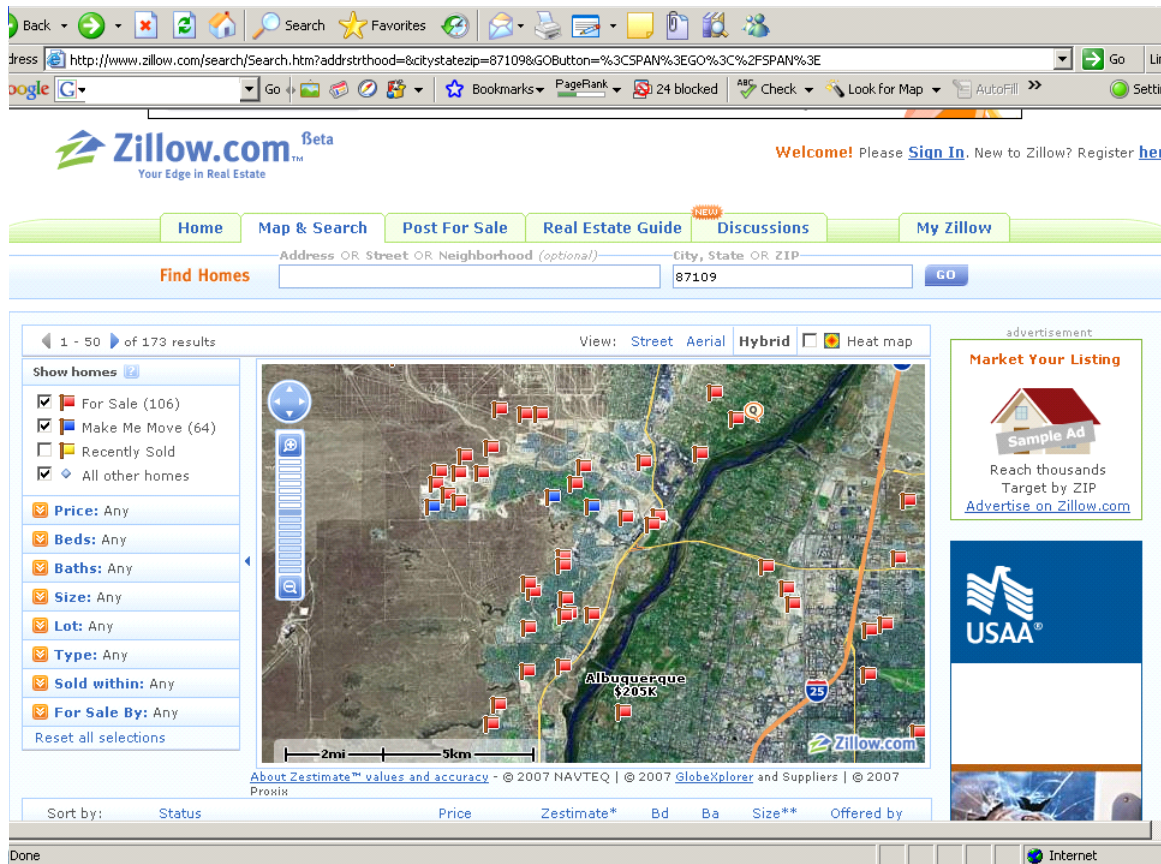 Back Search Favorites
dress http://www.zillow.com/search/Search.htm?addrstrthood=&citystatezip=87109&GOButton=%3CSPAN%3EGO%3C%2FSPAN%3E Go Lin
oogle G Go Bookmarks PageRank 24 blocked ABC Check Look for Map AutoFill » Settin
Zillow.com™ Beta
Your Edge in Real Estate
Welcome! Please Sign In. New to Zillow? Register her
NEW
Home Map & Search Post For Sale Real Estate Guide Discussions My Zillow
Address OR Street OR Neighborhood (optional) City, State OR ZIP
Find Homes 87109 GO
1 - 50 of 173 results View: Street Aerial Hybrid Heat map
Show homes ?
For Sale (106)
Make Me Move (64)
Recently Sold
All other homes
Price: Any
Beds: Any
Baths: Any
Size: Any
Lot: Any
Type: Any
Sold within: Any
For Sale By: Any
Reset all selections
Q
Albuquerque
$205K
25
Zillow.com
2mi 5km
About Zestimate™ values and accuracy - © 2007 NAVTEQ | © 2007 GlobeXplorer and Suppliers | © 2007
Proxix
Sort by: Status Price Zestimate* Bd Ba Size** Offered by
advertisement
Market Your Listing
Sample Ad
Reach thousands
Target by ZIP
Advertise on Zillow.com
USAA®
Done Internet